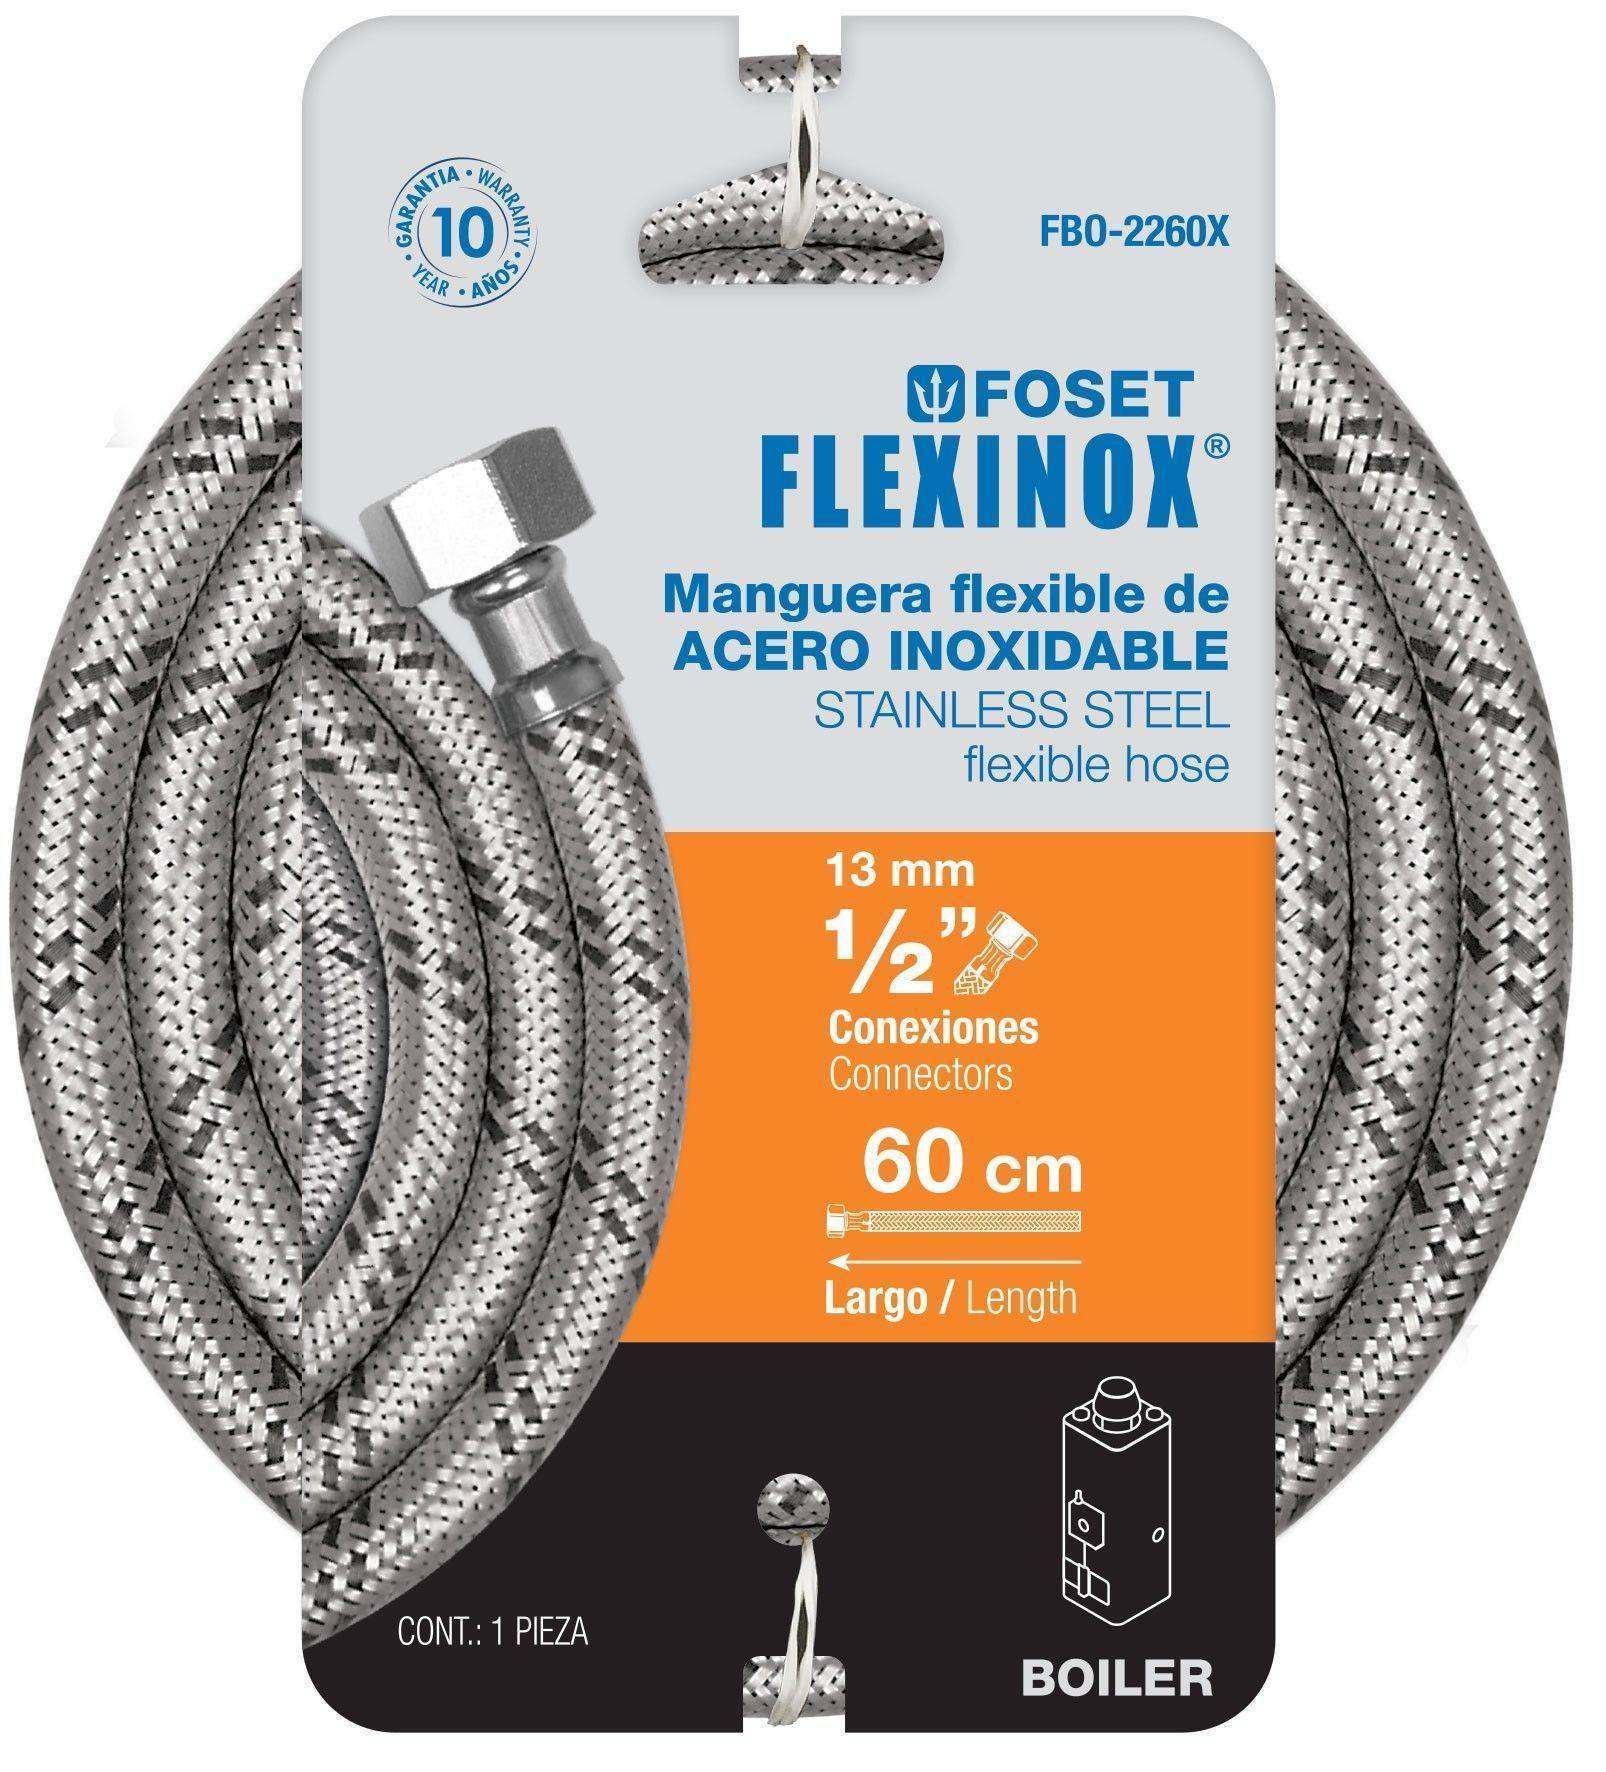 GARANTIA • WARRANTY
10
YEAR • AÑOS
FBO-2260X
FOSET
FLEXINOX®
Manguera flexible de
ACERO INOXIDABLE
STAINLESS STEEL
flexible hose
13 mm
1/2”
Conexiones
Connectors
60 cm
Largo / Length
CONT.: 1 PIEZA
BOILER